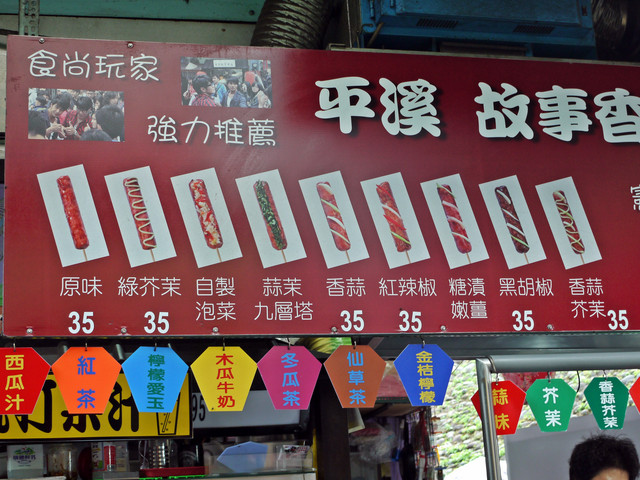 食尚玩家
強力推薦
平溪 故事香
原味
35
綠芥茉
35
自製
泡菜
蒜茉
九層塔
香蒜
35
紅辣椒
35
糖漬
嫩薑
黑胡椒
35
香蒜
芥茉
35
西瓜汁
紅茶
檸檬愛玉
木瓜牛奶
冬瓜茶
仙草茶
金桔檸檬
蒜味
芥茉
香蒜芥茉